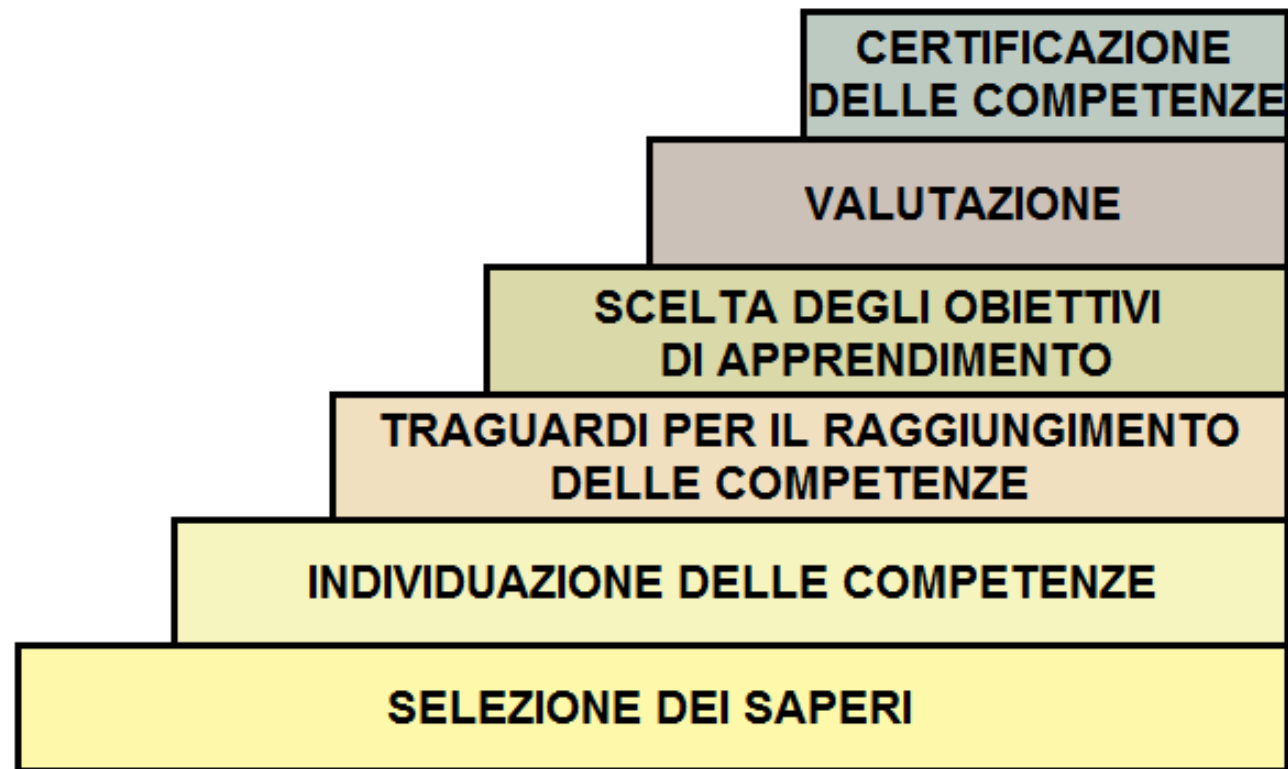 CERTIFICAZIONE
DELLE COMPETENZE
VALUTAZIONE
SCELTA DEGLI OBIETTIVI
DI APPRENDIMENTO
TRAGUARDI PER IL RAGGIUNGIMENTO
DELLE COMPETENZE
INDIVIDUAZIONE DELLE COMPETENZE
SELEZIONE DEI SAPERI